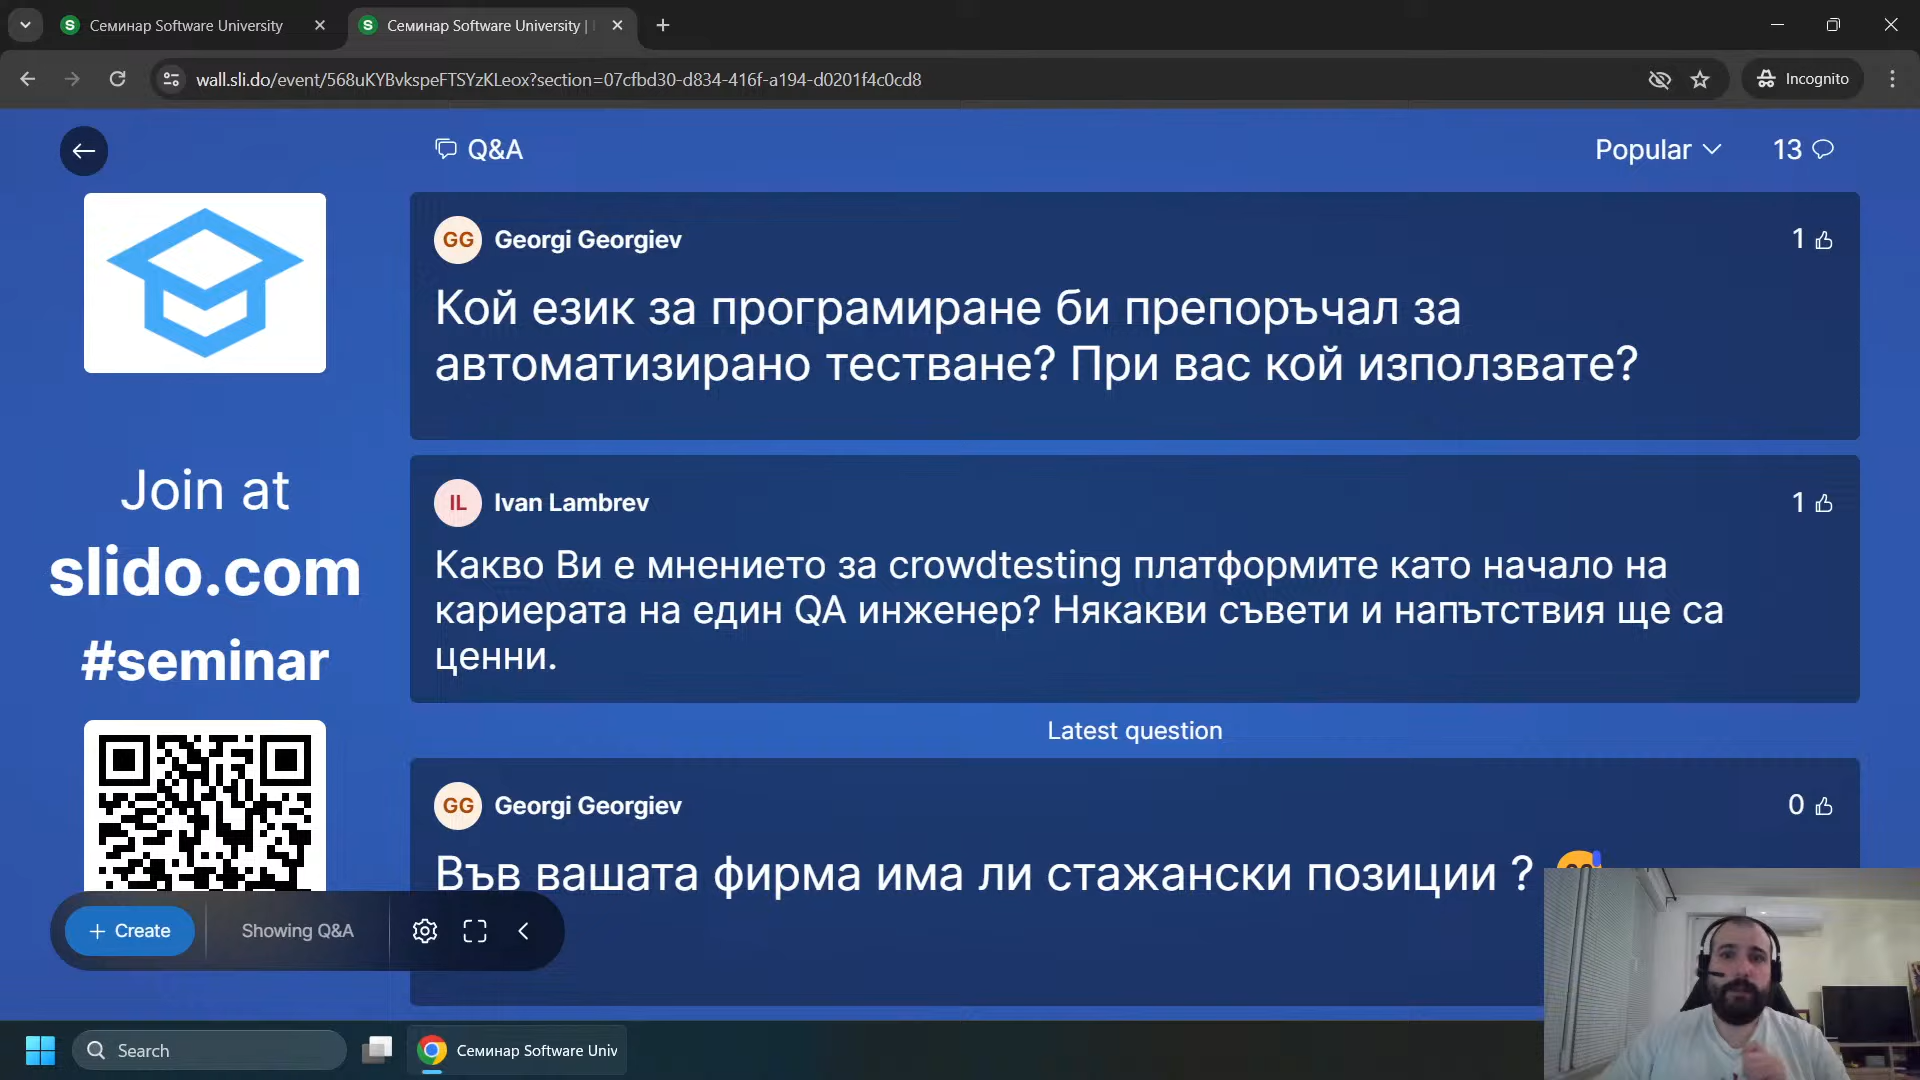 Семинар Software University
Семинар Software University |
wall.sli.do/event/568uKYBvkspeFTSYzKLeox?section=07cfbd30-d834-416f-a194-d0201f4c0cd8
Incognito
Q&A
Popular
13
GG Georgi Georgiev
1
Кой език за програмиране би препоръчал за
автоматизирано тестване? При вас кой използвате?
IL Ivan Lambrev
1
Какво Ви е мнението за crowdtesting платформите като начало на
кариерата на един QA инженер? Някакви съвети и напътствия ще са
ценни.
Latest question
GG Georgi Georgiev
0
Във вашата фирма има ли стажански позиции ?
Join at
slido.com
#seminar
+ Create
Showing Q&A
Search
Семинар Software Univ